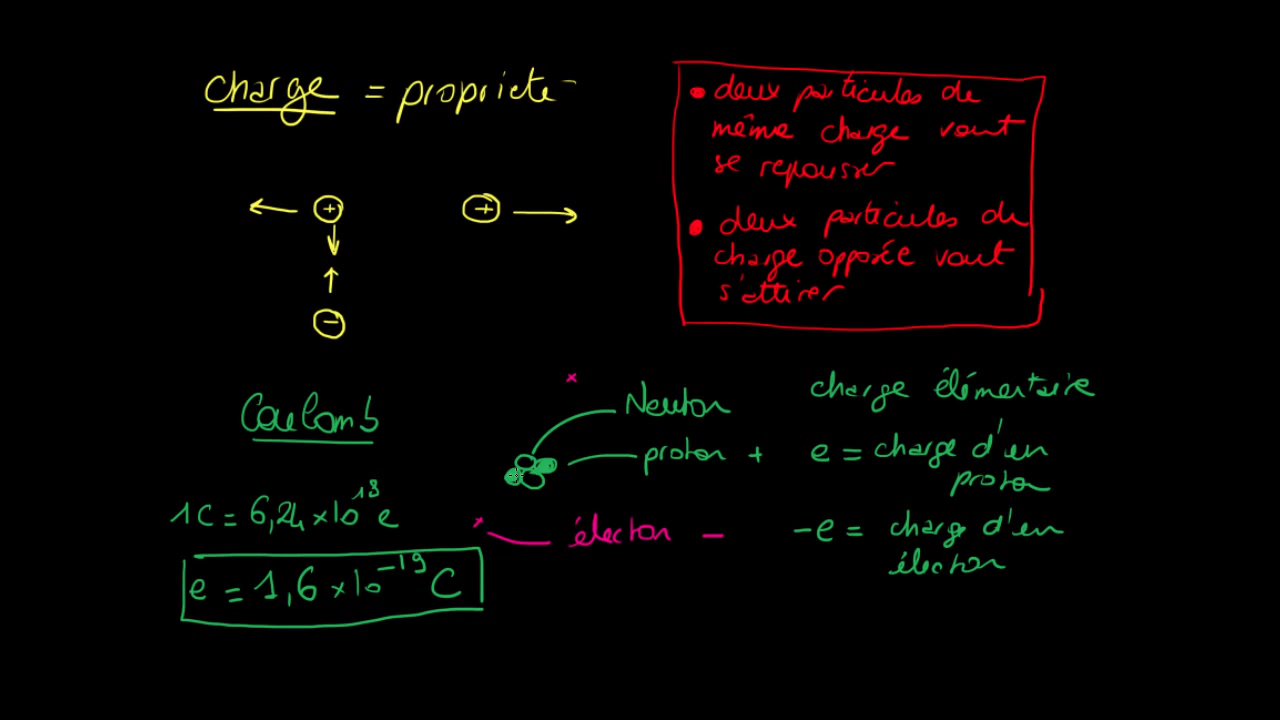 charge = propriete
• deux particules de
même charge vont
se repousser
• deux particules de
charge opposée vont
s'attirer
+
+
−
Coulomb
1C = 6,24 × 10^18 e
e = 1,6 × 10^-19 C
Neutron
proton +
électron −
charge élémentaire
e = charge d'un
proton
-e = charge d'un
électron